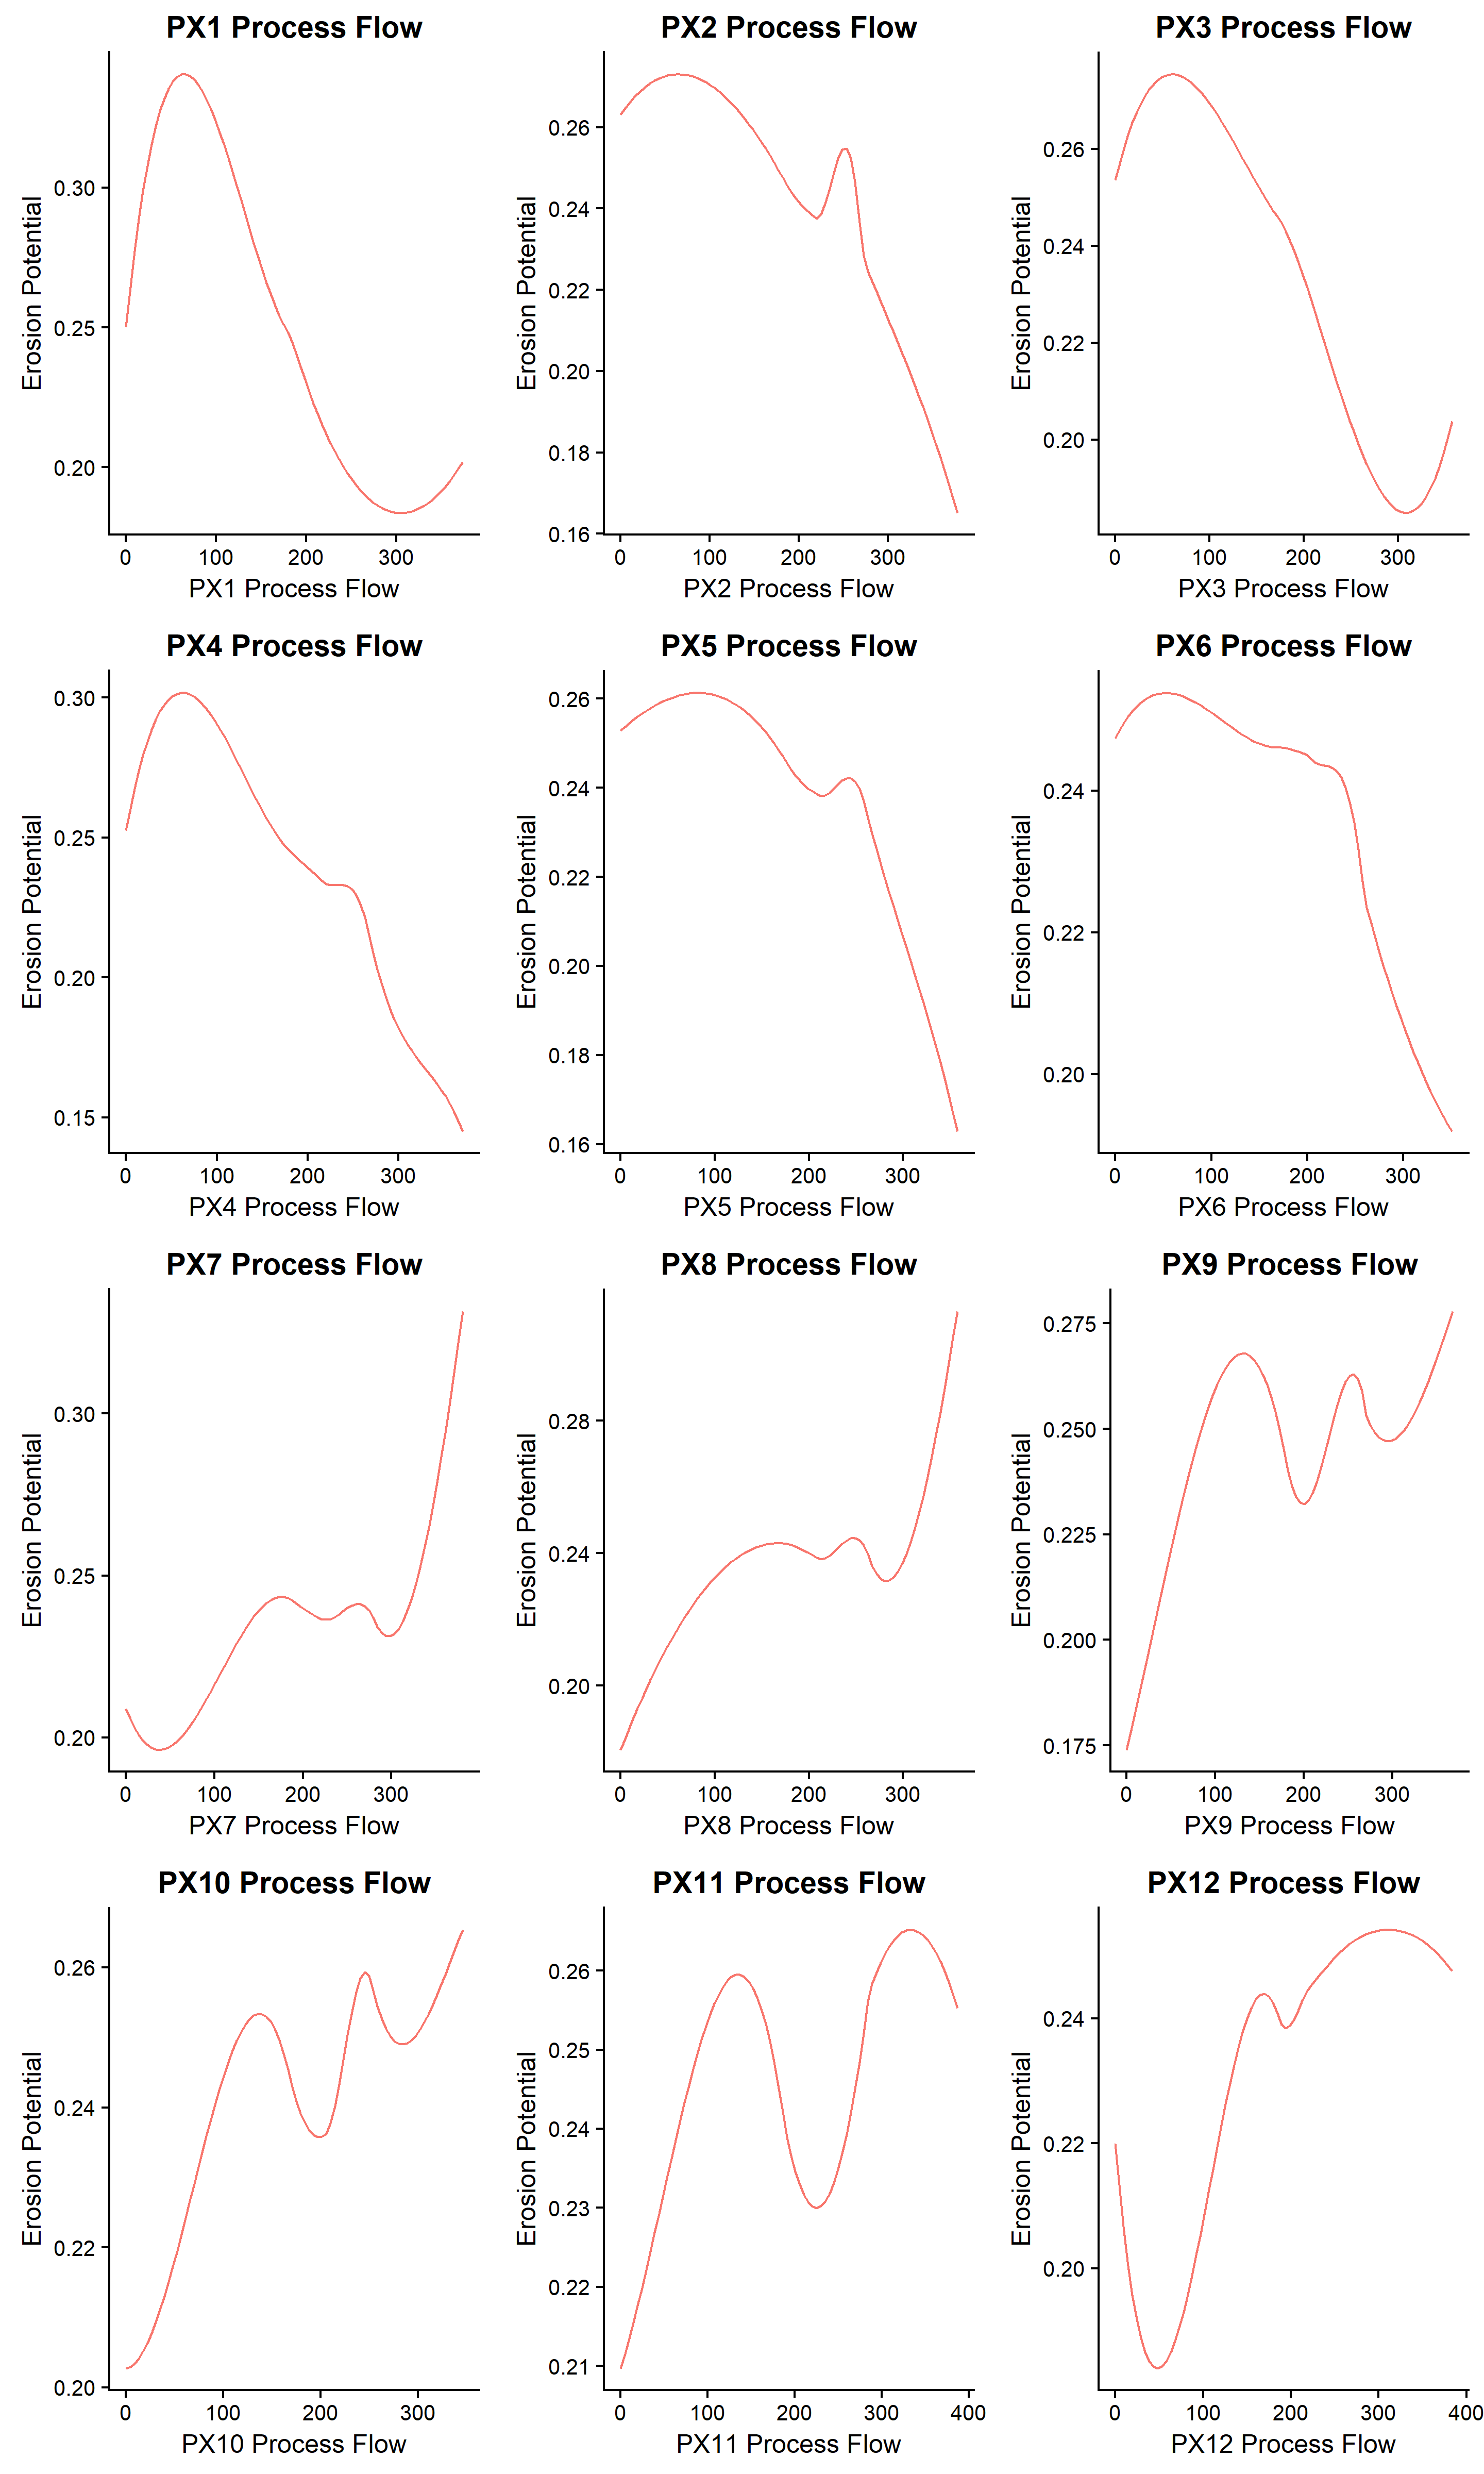 PX1 Process Flow
PX2 Process Flow
PX3 Process Flow
Erosion Potential
0.30
0.25
0.20
0 100 200 300
PX1 Process Flow
Erosion Potential
0.26
0.24
0.22
0.20
0.18
0.16
0 100 200 300
PX2 Process Flow
Erosion Potential
0.26
0.24
0.22
0.20
0 100 200 300
PX3 Process Flow
PX4 Process Flow
PX5 Process Flow
PX6 Process Flow
Erosion Potential
0.30
0.25
0.20
0.15
0 100 200 300
PX4 Process Flow
Erosion Potential
0.26
0.24
0.22
0.20
0.18
0.16
0 100 200 300
PX5 Process Flow
Erosion Potential
0.24
0.22
0.20
0 100 200 300
PX6 Process Flow
PX7 Process Flow
PX8 Process Flow
PX9 Process Flow
Erosion Potential
0.30
0.25
0.20
0 100 200 300
PX7 Process Flow
Erosion Potential
0.28
0.24
0.20
0 100 200 300
PX8 Process Flow
Erosion Potential
0.275
0.250
0.225
0.200
0.175
0 100 200 300
PX9 Process Flow
PX10 Process Flow
PX11 Process Flow
PX12 Process Flow
Erosion Potential
0.26
0.24
0.22
0.20
0 100 200 300
PX10 Process Flow
Erosion Potential
0.26
0.25
0.24
0.23
0.22
0.21
0 100 200 300 400
PX11 Process Flow
Erosion Potential
0.24
0.22
0.20
0 100 200 300 400
PX12 Process Flow